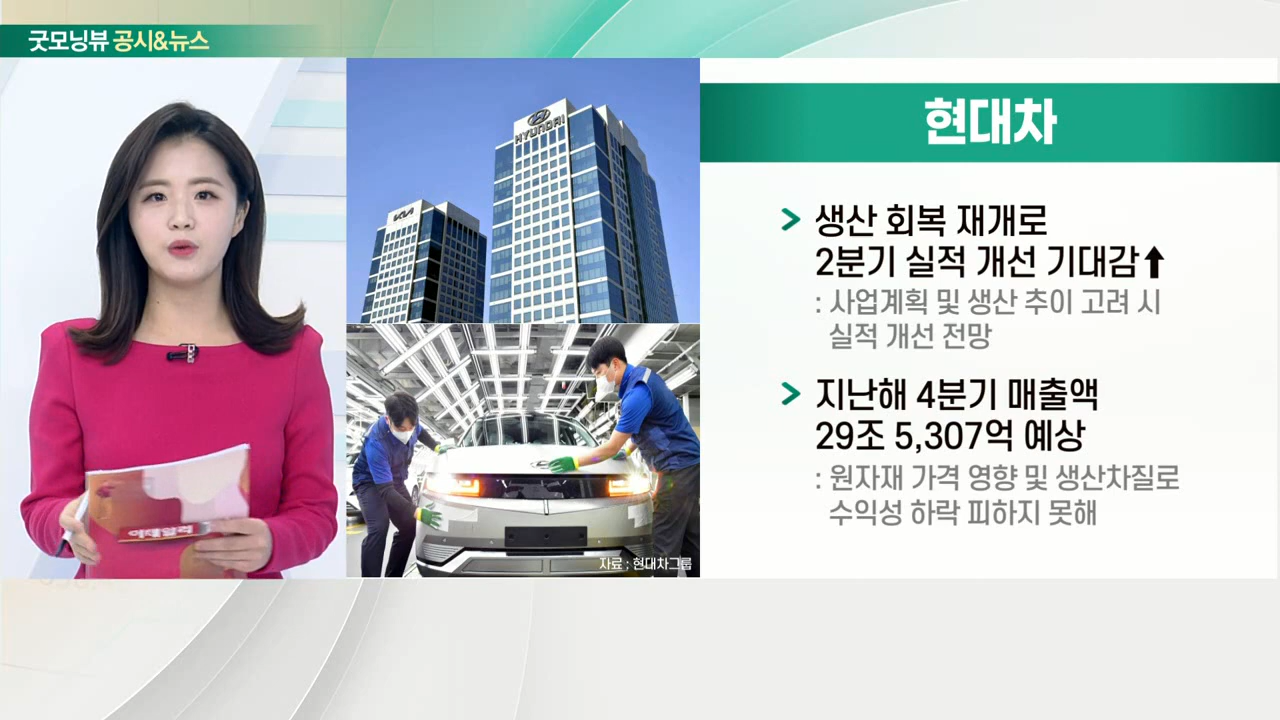 굿모닝뷰 공시&뉴스
HYUNDAI
KIA
현대차
생산 회복 재개로
2분기 실적 개선 기대감⬆
: 사업계획 및 생산 추이 고려 시
실적 개선 전망
지난해 4분기 매출액
29조 5,307억 예상
: 원자재 가격 영향 및 생산차질로
수익성 하락 피하지 못해
자료 : 현대차그룹
이데일리